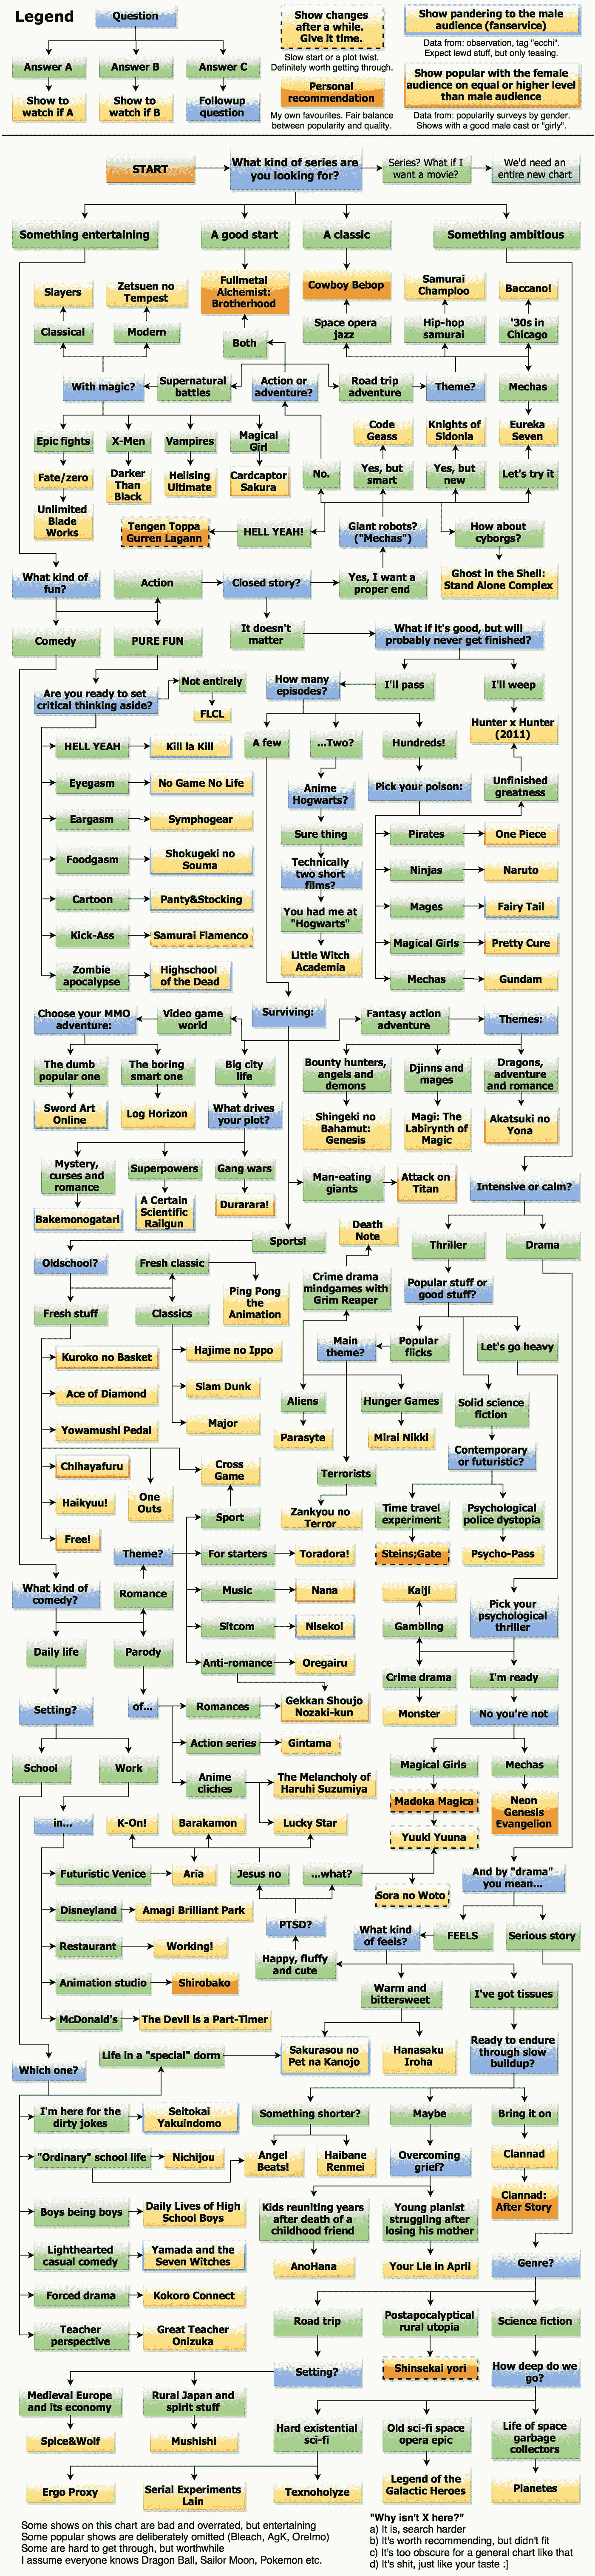 Legend
Question
Answer A
Answer B
Answer C
Show to
watch if A
Show to
watch if B
Followup
question
Show changes
after a while.
Give it time.
Slow start or a plot twist.
Definitely worth getting through.
Personal
recommendation
My own favourites. Fair balance
between popularity and quality.
Show pandering to the male
audience (fanservice)
Data from: observation, tag "ecchi".
Expect lewd stuff, but only teasing.
Show popular with the female
audience on equal or higher level
than male audience
Data from: popularity surveys by gender.
Shows with a good male cast or "girly".
START
What kind of series are
you looking for?
Series? What if I
want a movie?
We'd need an
entire new chart
Something entertaining
A good start
A classic
Something ambitious
Slayers
Zetsuen no
Tempest
Fullmetal
Alchemist:
Brotherhood
Cowboy Bebop
Samurai
Champloo
Baccano!
Classical
Modern
Both
Space opera
jazz
Hip-hop
samurai
'30s in
Chicago
With magic?
Supernatural
battles
Action or
adventure?
Road trip
adventure
Theme?
Mechas
Epic fights
X-Men
Vampires
Magical
Girl
Code
Geass
Knights of
Sidonia
Eureka
Seven
Fate/zero
Darker
Than
Black
Hellsing
Ultimate
Cardcaptor
Sakura
No.
Yes, but
smart
Yes, but
new
Let's try it
Unlimited
Blade
Works
Tengen Toppa
Gurren Lagann
HELL YEAH!
Giant robots?
("Mechas")
How about
cyborgs?
Ghost in the Shell:
Stand Alone Complex
What kind of
fun?
Action
Closed story?
Yes, I want a
proper end
Comedy
PURE FUN
It doesn't
matter
What if it's good, but will
probably never get finished?
Are you ready to set
critical thinking aside?
Not entirely
FLCL
How many
episodes?
I'll pass
I'll weep
Hunter x Hunter
(2011)
HELL YEAH
Kill la Kill
A few
...Two?
Hundreds!
Eyegasm
No Game No Life
Anime
Hogwarts?
Pick your poison:
Unfinished
greatness
Eargasm
Symphogear
Sure thing
Pirates
One Piece
Foodgasm
Shokugeki no
Souma
Technically
two short
films?
Ninjas
Naruto
Cartoon
Panty&Stocking
You had me at
"Hogwarts"
Mages
Fairy Tail
Kick-Ass
Samurai Flamenco
Little Witch
Academia
Magical Girls
Pretty Cure
Zombie
apocalypse
Highschool
of the Dead
Mechas
Gundam
Choose your MMO
adventure:
Video game
world
Surviving:
Fantasy action
adventure
Themes:
The dumb
popular one
The boring
smart one
Big city
life
Bounty hunters,
angels and
demons
Djinns and
mages
Dragons,
adventure
and romance
Sword Art
Online
Log Horizon
What drives
your plot?
Shingeki no
Bahamut:
Genesis
Magi: The
Labirynth of
Magic
Akatsuki no
Yona
Mystery,
curses and
romance
Superpowers
Gang wars
Man-eating
giants
Attack on
Titan
Intensive or calm?
Bakemonogatari
A Certain
Scientific
Railgun
Durarara!
Sports!
Death
Note
Thriller
Drama
Oldschool?
Fresh classic
Crime drama
mindgames with
Grim Reaper
Popular stuff or
good stuff?
Fresh stuff
Classics
Ping Pong
the
Animation
Main
theme?
Popular
flicks
Let's go heavy
Kuroko no Basket
Hajime no Ippo
Ace of Diamond
Slam Dunk
Aliens
Hunger Games
Solid science
fiction
Yowamushi Pedal
Major
Parasyte
Mirai Nikki
Contemporary
or futuristic?
Chihayafuru
One
Outs
Cross
Game
Terrorists
Haikyuu!
Sport
Zankyou no
Terror
Time travel
experiment
Psychological
police dystopia
Free!
Theme?
For starters
Toradora!
Steins;Gate
Psycho-Pass
What kind of
comedy?
Romance
Music
Nana
Kaiji
Pick your
psychological
thriller
Daily life
Parody
Sitcom
Nisekoi
Gambling
Anti-romance
Oregairu
Crime drama
I'm ready
Setting?
of...
Romances
Gekkan Shoujo
Nozaki-kun
Monster
No you're not
Action series
Gintama
School
Work
Anime
cliches
The Melancholy of
Haruhi Suzumiya
Magical Girls
Mechas
in...
K-On!
Barakamon
Lucky Star
Madoka Magica
Neon
Genesis
Evangelion
Yuuki Yuuna
Futuristic Venice
Aria
Jesus no
...what?
Sora no Woto
And by "drama"
you mean...
Disneyland
Amagi Brilliant Park
PTSD?
What kind
of feels?
FEELS
Serious story
Restaurant
Working!
Happy, fluffy
and cute
Animation studio
Shirobako
Warm and
bittersweet
I've got tissues
McDonald's
The Devil is a Part-Timer
Which one?
Life in a "special" dorm
Sakurasou no
Pet na Kanojo
Hanasaku
Iroha
Ready to endure
through slow
buildup?
I'm here for the
dirty jokes
Seitokai
Yakuindomo
Something shorter?
Maybe
Bring it on
"Ordinary" school life
Nichijou
Angel
Beats!
Haibane
Renmei
Overcoming
grief?
Clannad
Boys being boys
Daily Lives of High
School Boys
Kids reuniting years
after death of a
childhood friend
Young pianist
struggling after
losing his mother
Clannad:
After Story
Lighthearted
casual comedy
Yamada and the
Seven Witches
AnoHana
Your Lie in April
Genre?
Forced drama
Kokoro Connect
Teacher
perspective
Great Teacher
Onizuka
Road trip
Postapocalyptical
rural utopia
Science fiction
Setting?
Shinsekai yori
How deep do we
go?
Medieval Europe
and its economy
Rural Japan and
spirit stuff
Spice&Wolf
Mushishi
Hard existential
sci-fi
Old sci-fi space
opera epic
Life of space
garbage
collectors
Ergo Proxy
Serial Experiments
Lain
Texnoholyze
Legend of the
Galactic Heroes
Planetes
Some shows on this chart are bad and overrated, but entertaining
Some popular shows are deliberately omitted (Bleach, AgK, OreImo)
Some are hard to get through, but worthwhile
I assume everyone knows Dragon Ball, Sailor Moon, Pokemon etc.
"Why isn't X here?"
a) It is, search harder
b) It's worth recommending, but didn't fit
c) It's too obscure for a general chart like that
d) It's shit, just like your taste :]